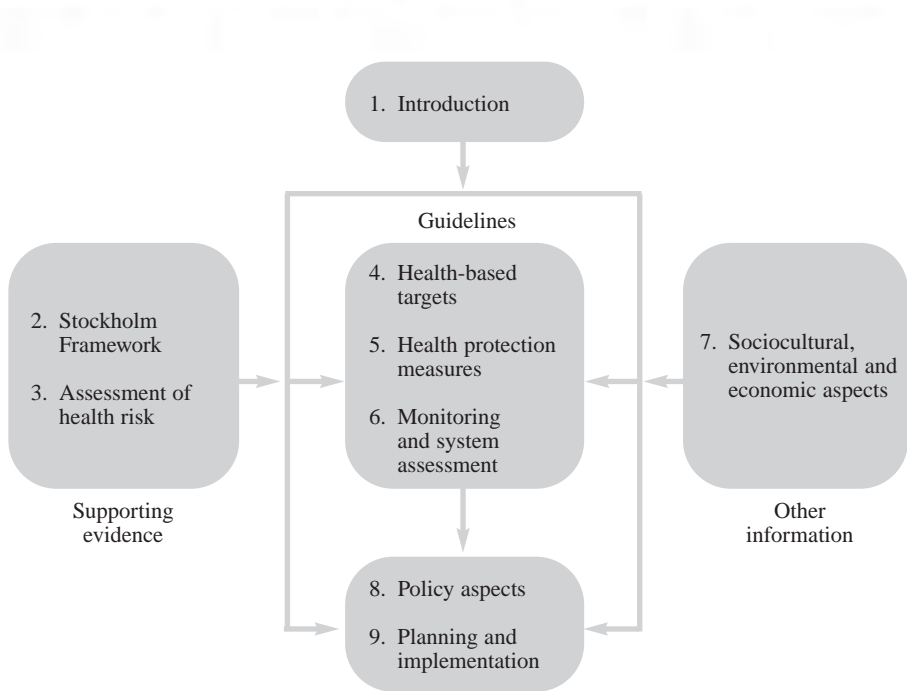 1. Introduction
Guidelines
2. Stockholm
Framework
3. Assessment of
health risk
Supporting
evidence
4. Health-based
targets
5. Health protection
measures
6. Monitoring
and system
assessment
7. Sociocultural,
environmental and
economic aspects
Other
information
8. Policy aspects
9. Planning and
implementation